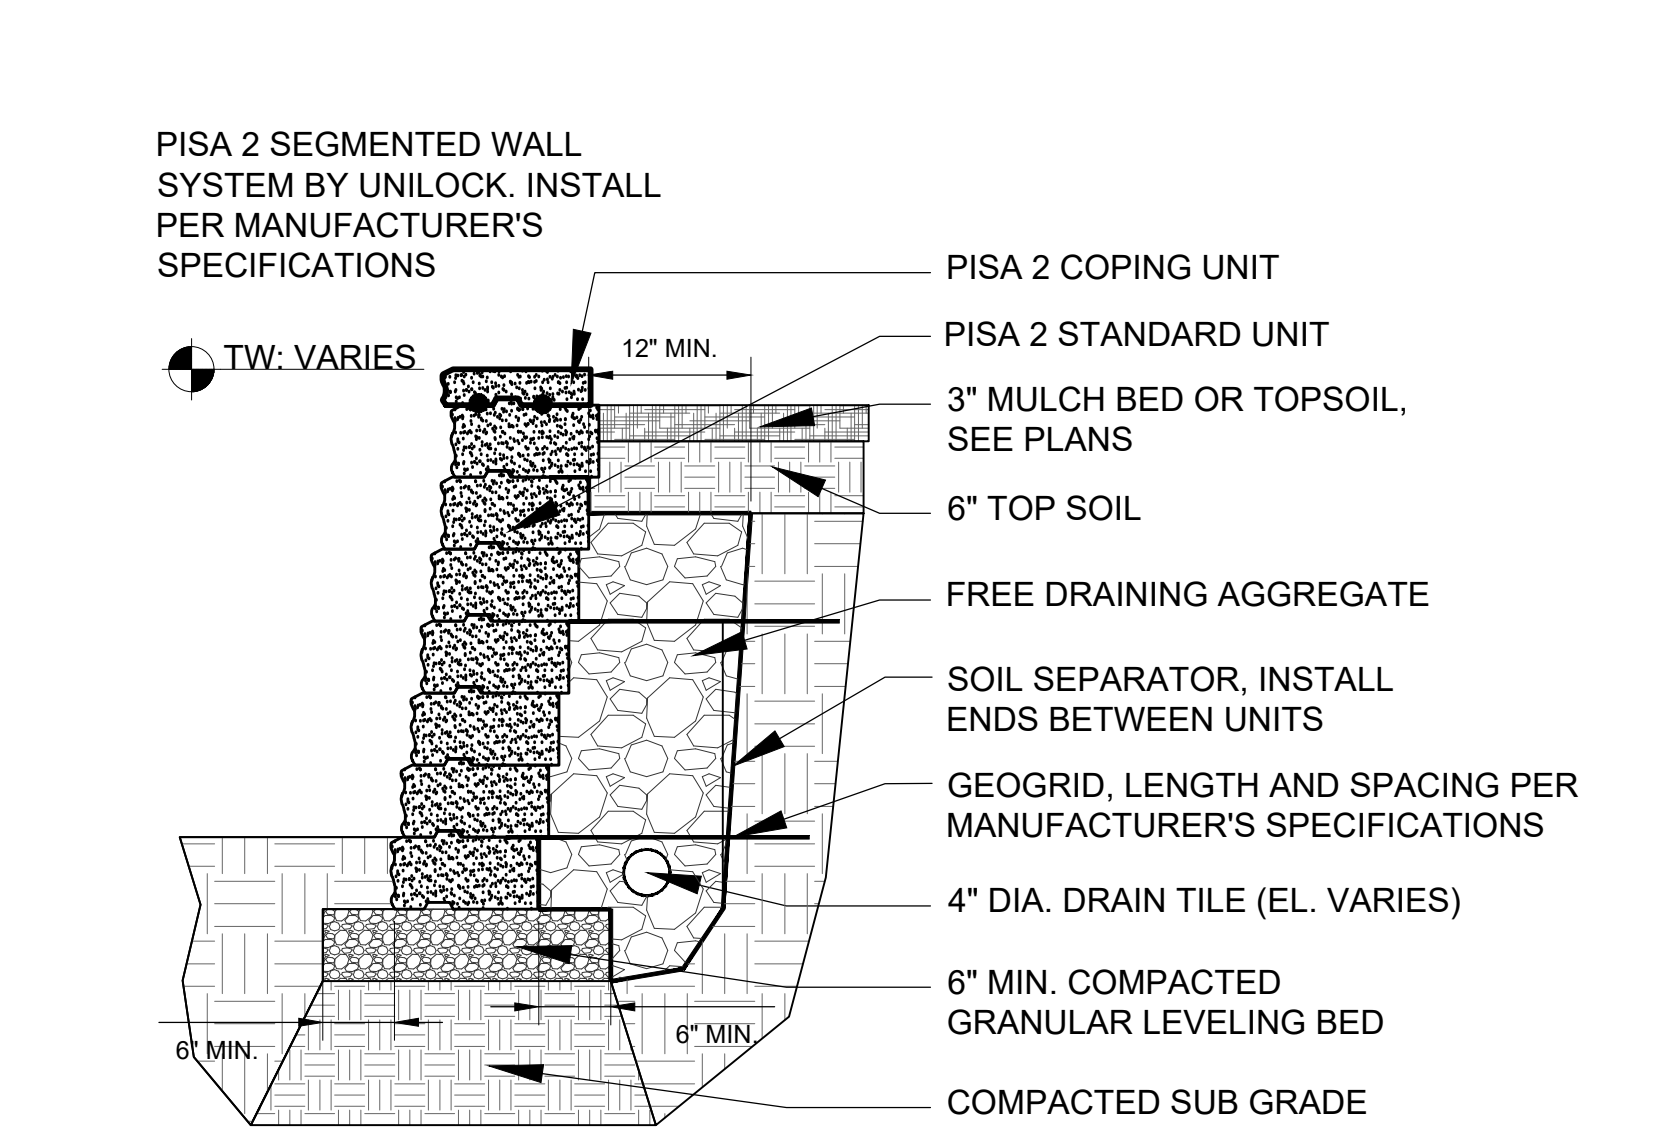 PISA 2 SEGMENTED WALL
SYSTEM BY UNILOCK. INSTALL
PER MANUFACTURER'S
SPECIFICATIONS
PISA 2 COPING UNIT
PISA 2 STANDARD UNIT
12" MIN.
TW: VARIES
3" MULCH BED OR TOPSOIL,
SEE PLANS
6" TOP SOIL
FREE DRAINING AGGREGATE
SOIL SEPARATOR, INSTALL
ENDS BETWEEN UNITS
GEOGRID, LENGTH AND SPACING PER
MANUFACTURER'S SPECIFICATIONS
4" DIA. DRAIN TILE (EL. VARIES)
6" MIN. COMPACTED
GRANULAR LEVELING BED
6" MIN.
6" MIN.
COMPACTED SUB GRADE